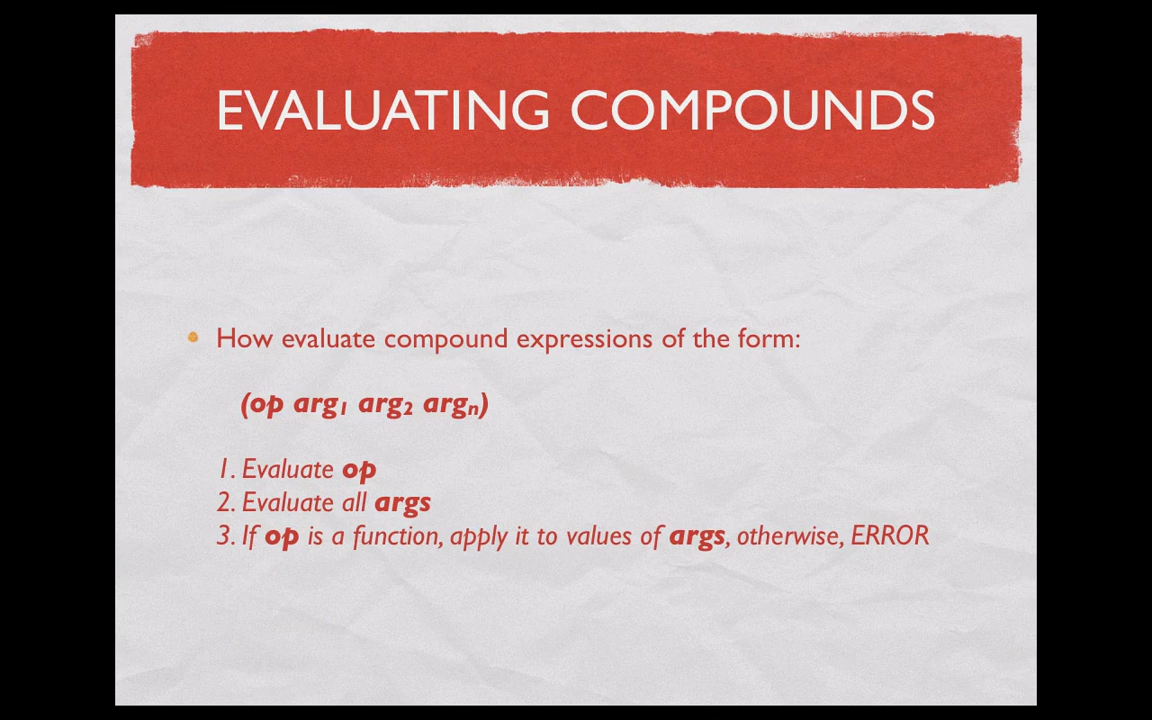 EVALUATING COMPOUNDS
How evaluate compound expressions of the form:
(op arg₁ arg₂ argₙ)
1. Evaluate op
2. Evaluate all args
3. If op is a function, apply it to values of args, otherwise, ERROR